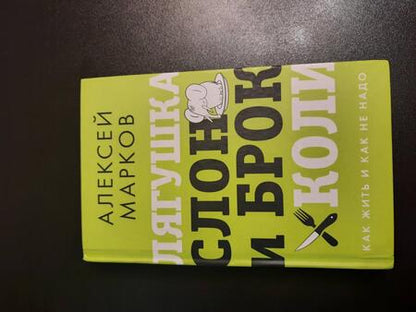 АЛЕКСЕЙ
МАРКОВ
ЛЯГУШКА
СЛОН
И БРОК
КОЛИ
КАК ЖИТЬ И КАК НЕ НАДО